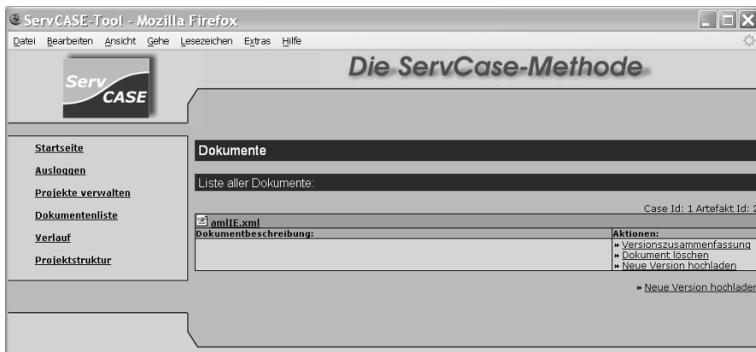 ServCASE-Tool - Mozilla Firefox
Datei Bearbeiten Ansicht Gehe Lesezeichen Extras Hilfe
Serv
CASE
Die ServCase-Methode
Startseite
Ausloggen
Projekte verwalten
Dokumentenliste
Verlauf
Projektstruktur
Dokumente
Liste aller Dokumente:
Case Id: 1 Artefakt Id: 2
amlIE.xml
Dokumentbeschreibung:
Aktionen:
» Versionszusammenfassung
» Dokument löschen
» Neue Version hochladen
» Neue Version hochladen